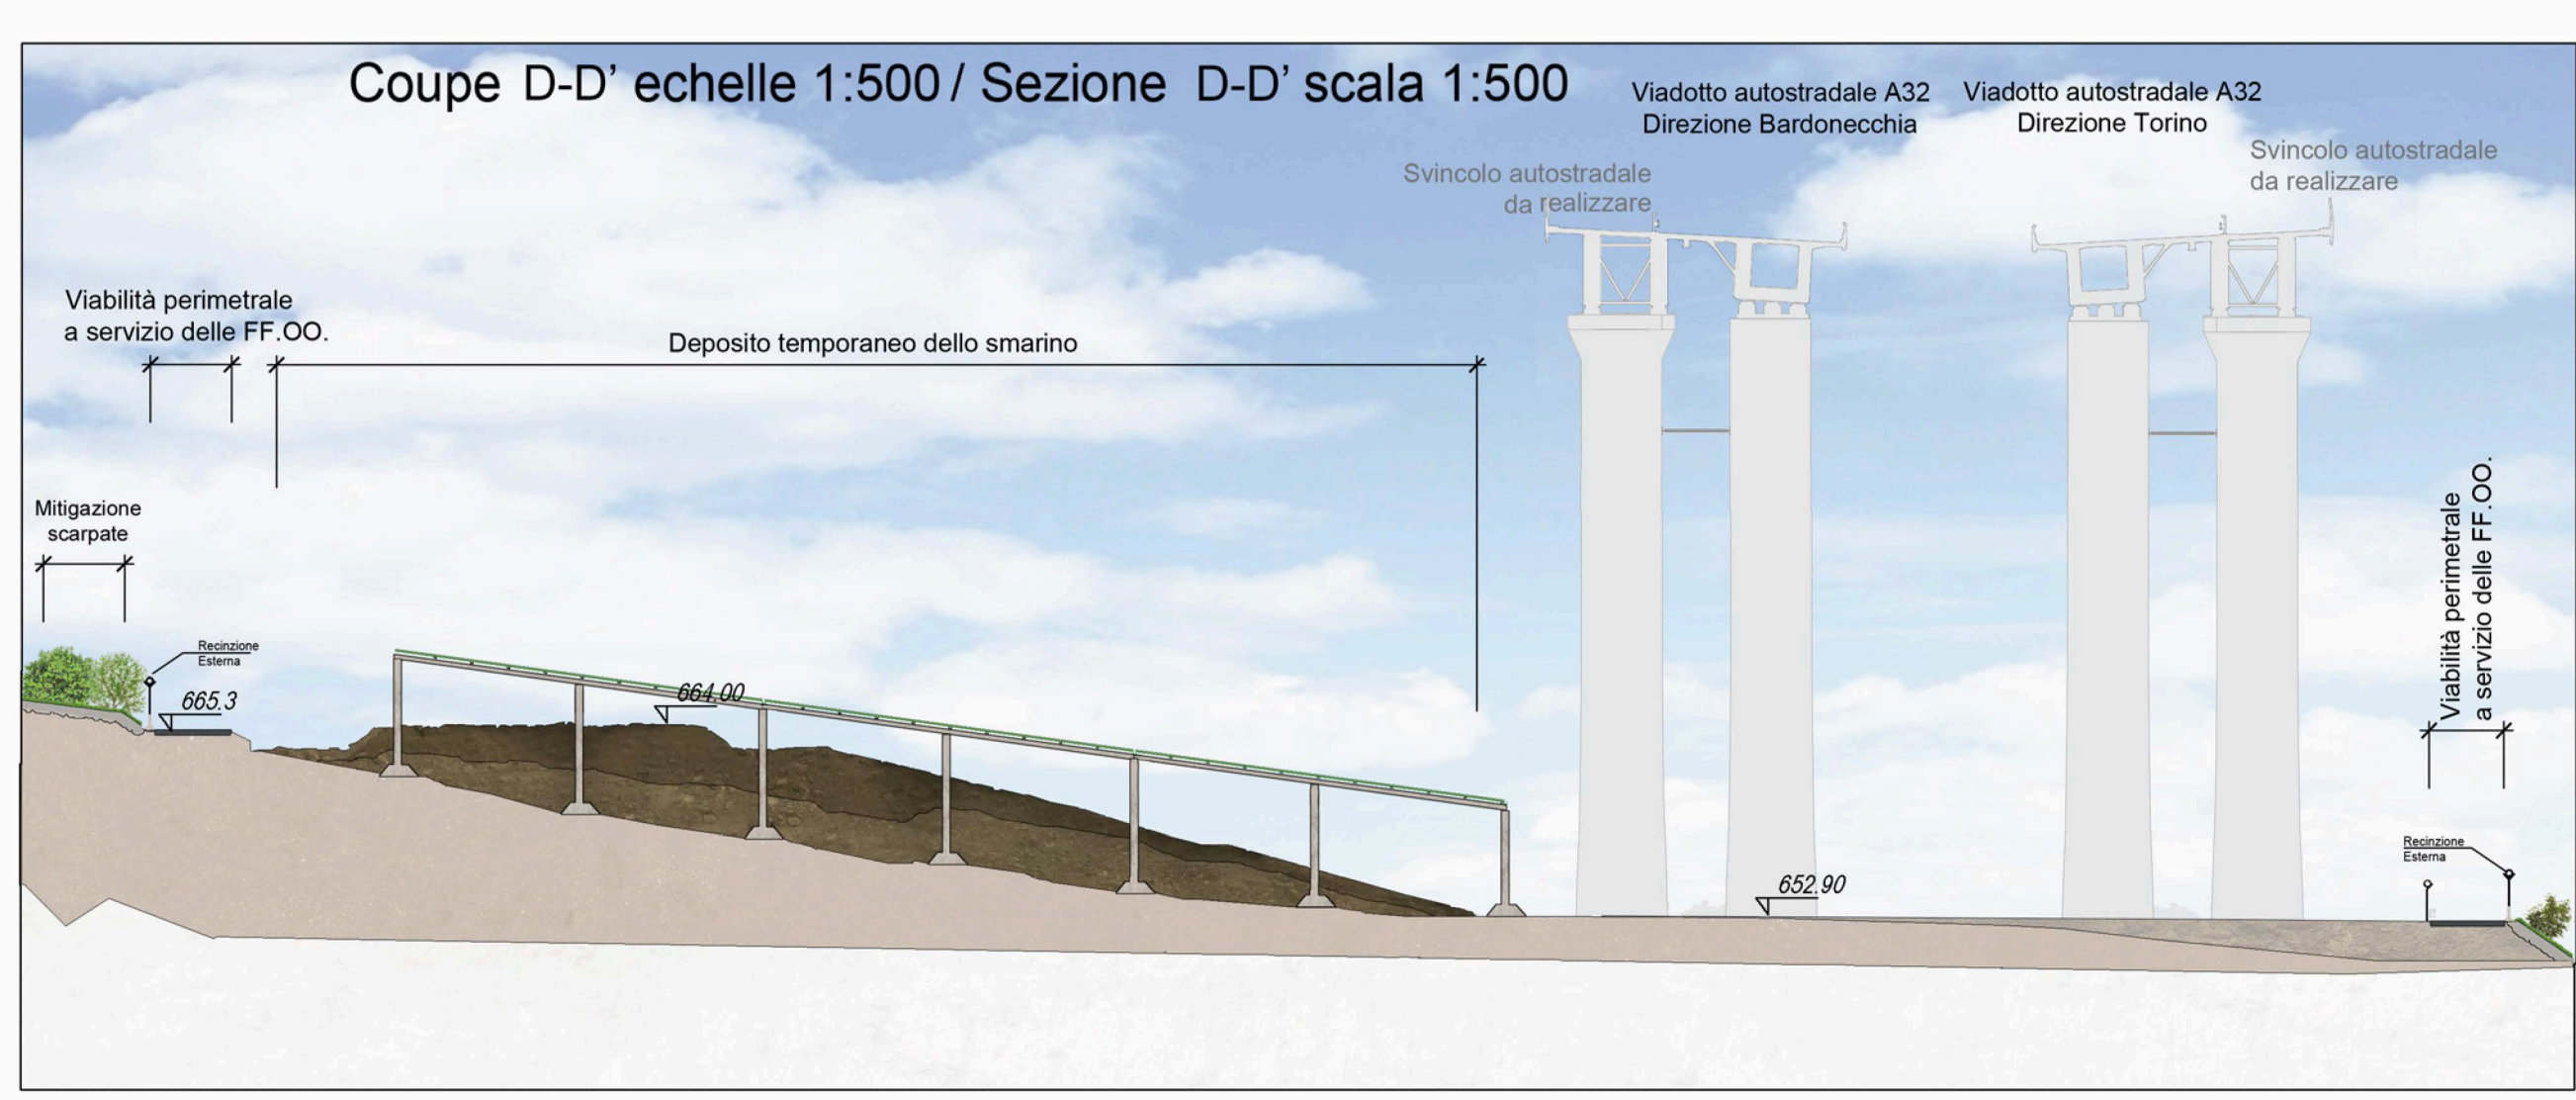 Coupe D-D' echelle 1:500 / Sezione D-D' scala 1:500
Viadotto autostradale A32
Direzione Bardonecchia
Viadotto autostradale A32
Direzione Torino
Svincolo autostradale
da realizzare
Svincolo autostradale
da realizzare
Viabilità perimetrale
a servizio delle FF.OO.
Deposito temporaneo dello smarino
Mitigazione
scarpate
Recinzione
Esterna
665.3
664.00
652.90
Viabilità perimetrale
a servizio delle FF.OO.
Recinzione
Esterna